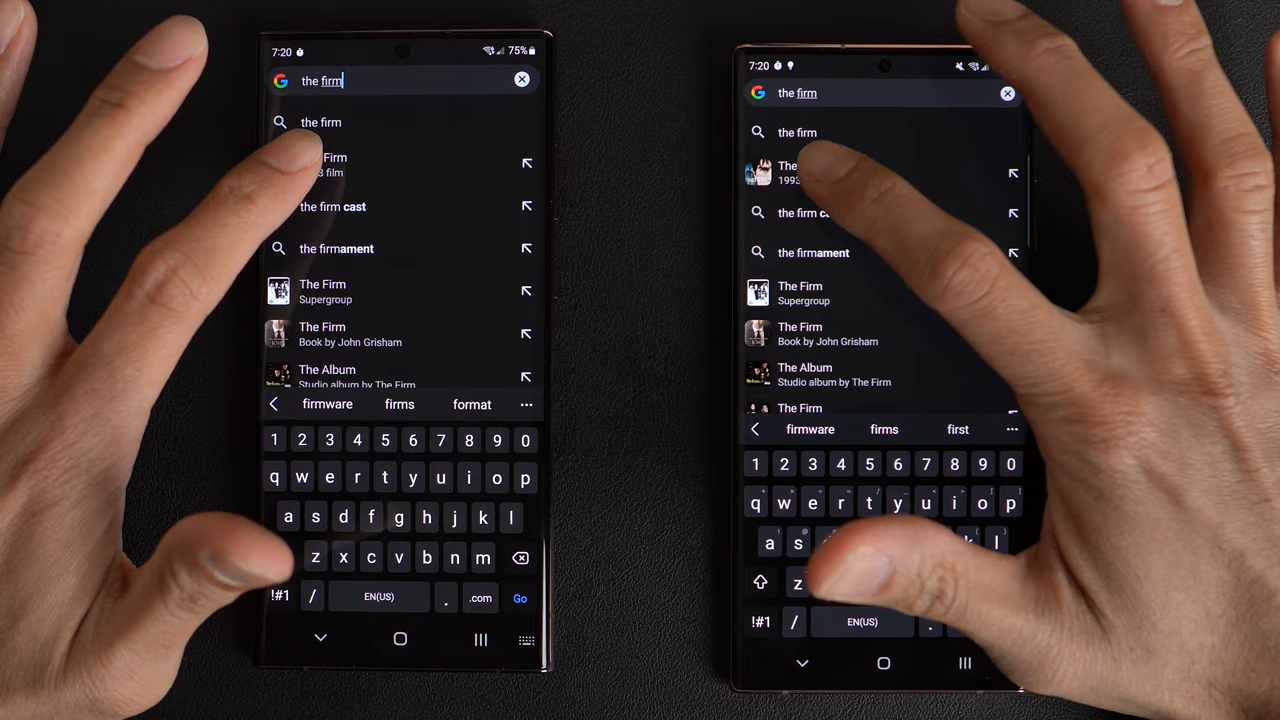 7:20
75%
the firm
the firm
Firm
3 film
the firm cast
the firmament
The Firm
Supergroup
The Firm
Book by John Grisham
The Album
Studio album by The Firm
firmware firms format
1 2 3 4 5 6 7 8 9 0
q w e r t y u i o p
a s d f g h j k l
z x c v b n m
!#1 / EN(US) . .com Go
7:20
the firm
the firm
The
1993
the firm c
the firmament
The Firm
Supergroup
The Firm
Book by John Grisham
The Album
Studio album by The Firm
The Firm
firmware firms first
1 2 3 4 5 6 7 8 9 0
q w e r t y u i o p
a s k l
z
!#1 / EN(US) .